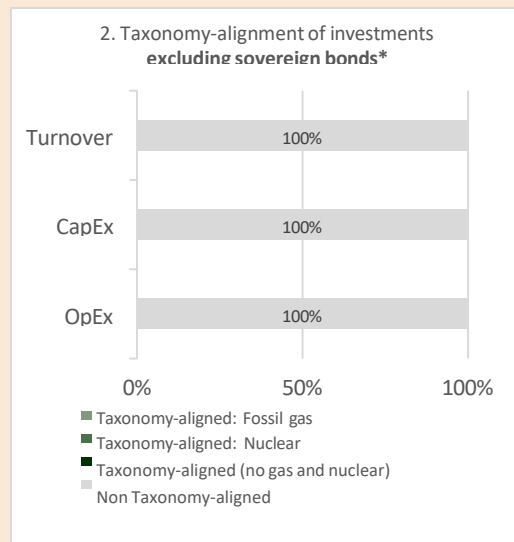 2. Taxonomy-alignment of investments
excluding sovereign bonds*
Turnover
100%
CapEx
100%
OpEx
100%
0%
50%
100%
Taxonomy-aligned: Fossil gas
Taxonomy-aligned: Nuclear
Taxonomy-aligned (no gas and nuclear)
Non Taxonomy-aligned